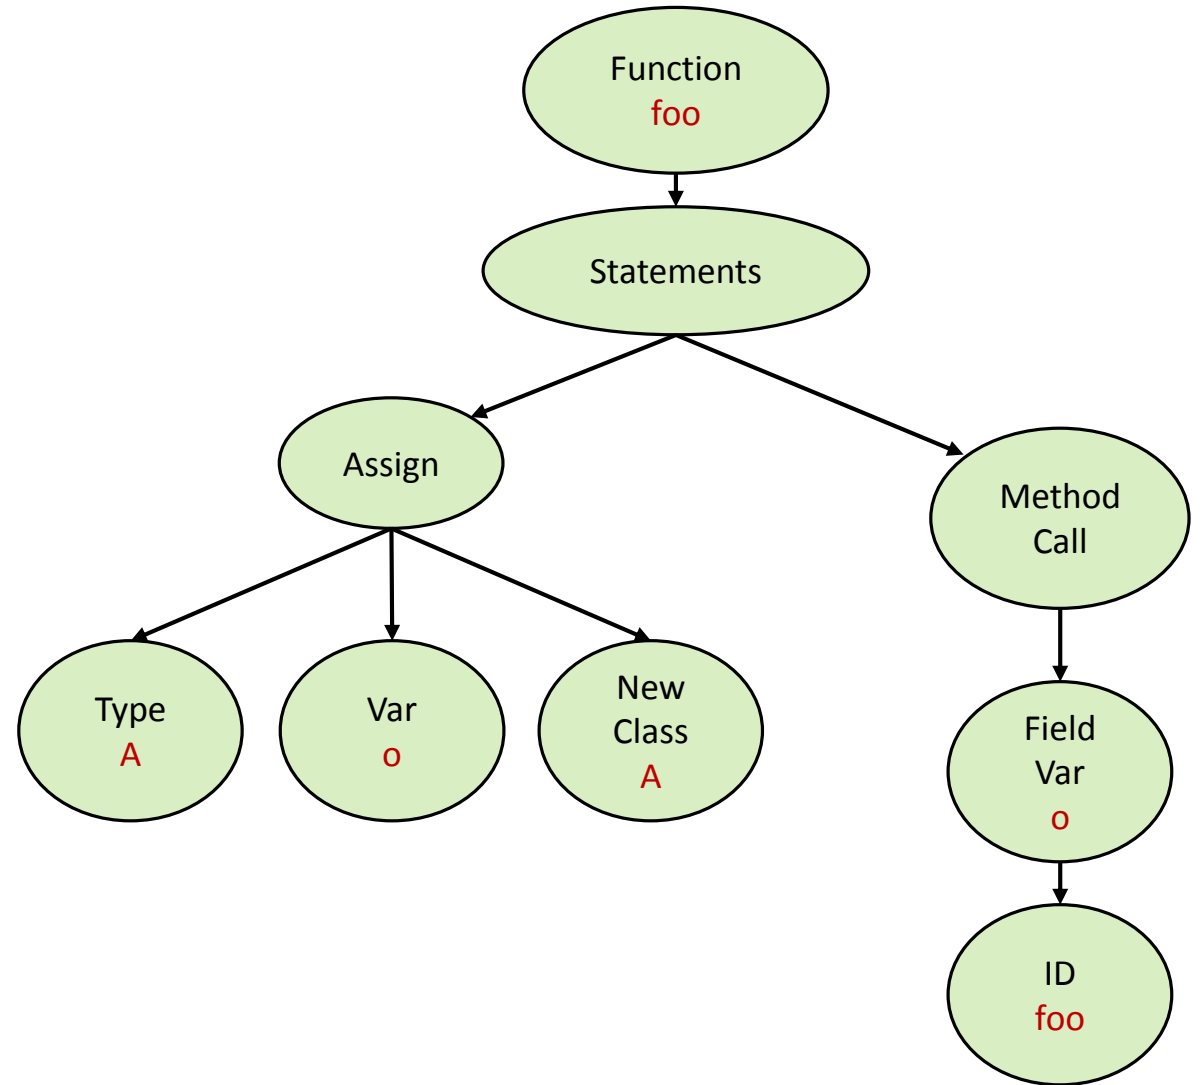 Function
foo
Statements
Assign
Method
Call
Type
A
Var
o
New
Class
A
Field
Var
o
ID
foo